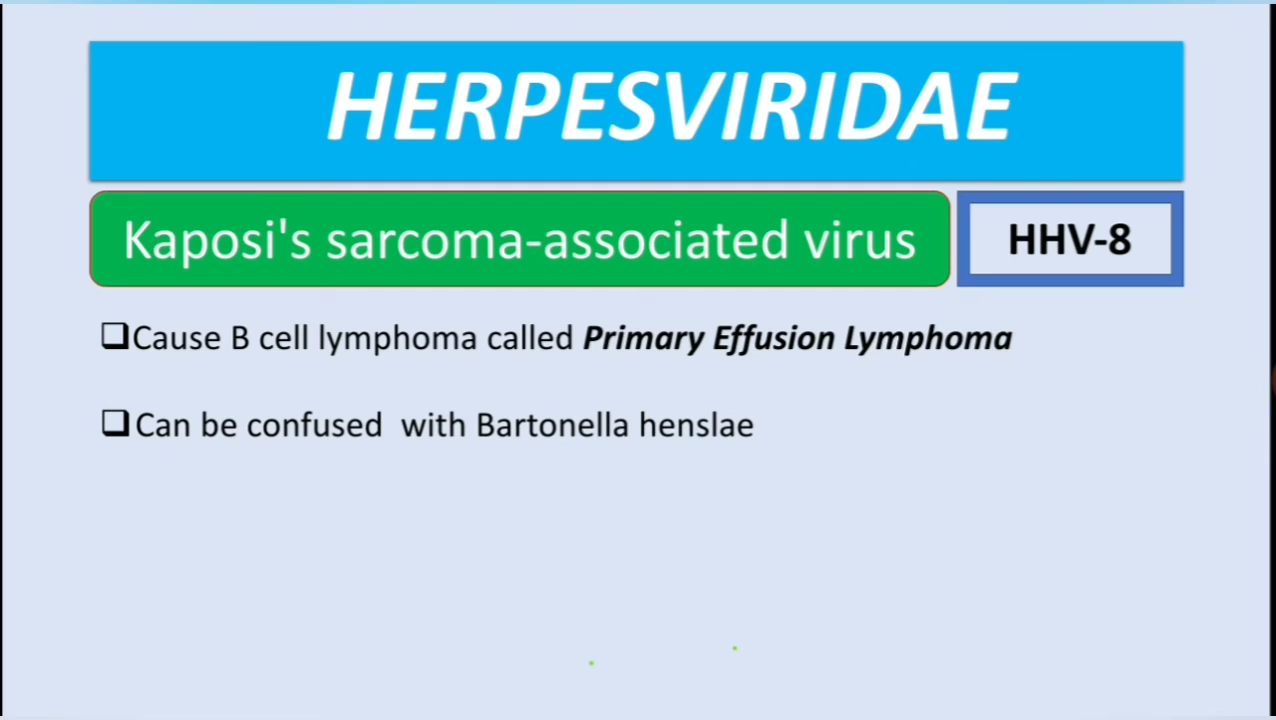 HERPESVIRIDAE
Kaposi's sarcoma-associated virus
HHV-8
❑Cause B cell lymphoma called Primary Effusion Lymphoma
❑Can be confused with Bartonella henslae